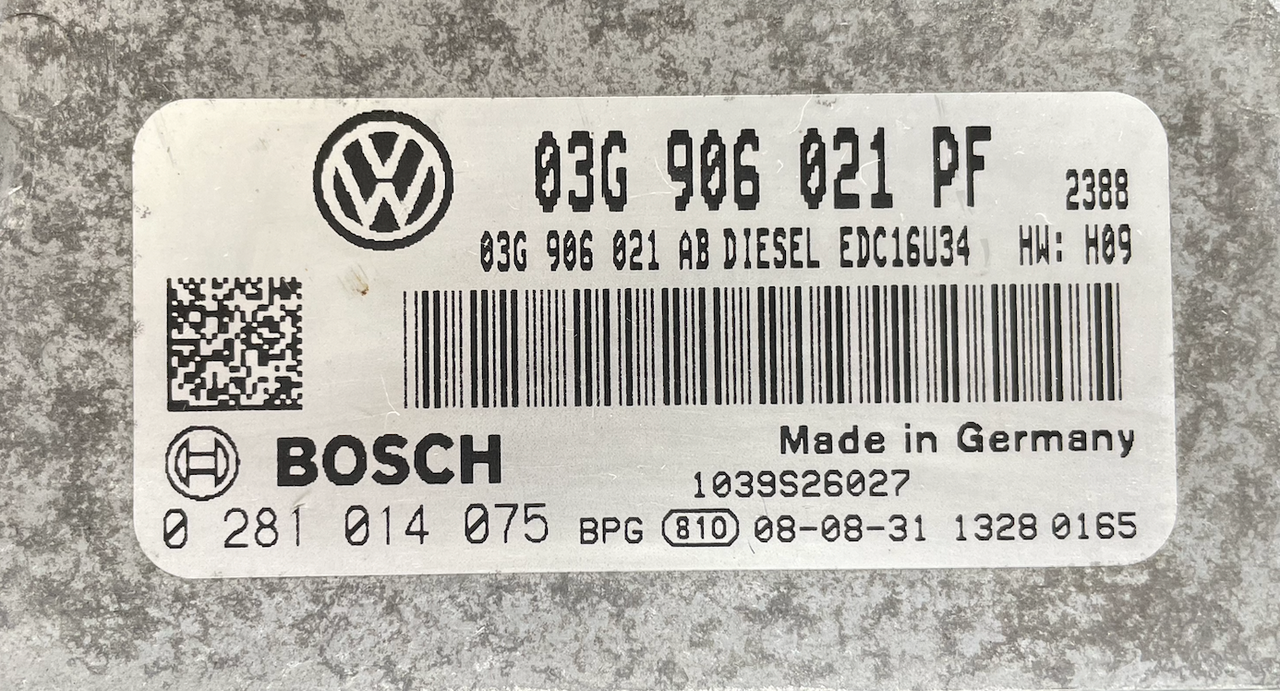 03G 906 021 PF 2388
03G 906 021 AB DIESEL EDC16U34 HW: H09
BOSCH
Made in Germany
1039S26027
0 281 014 075 BPG 810 08-08-31 1328 0165